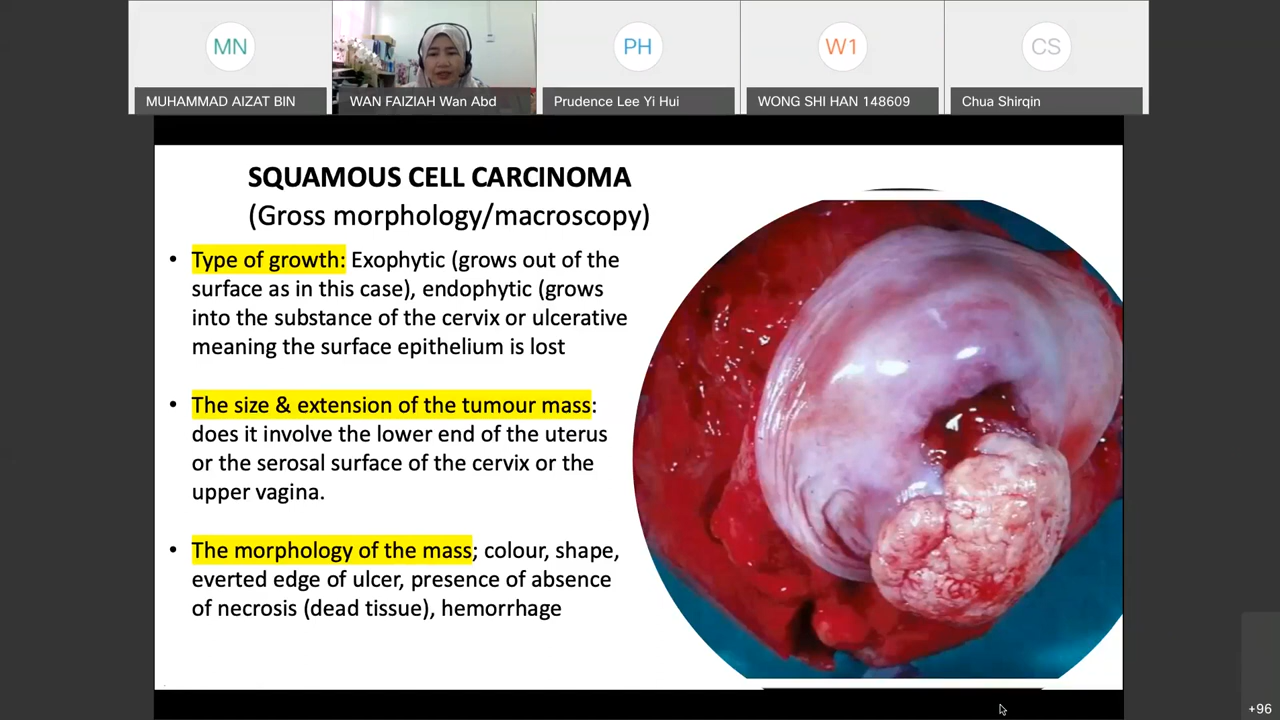 MN
PH
W1
CS
MUHAMMAD AIZAT BIN
WAN FAIZIAH Wan Abd
Prudence Lee Yi Hui
WONG SHI HAN 148609
Chua Shirqin
SQUAMOUS CELL CARCINOMA
(Gross morphology/macroscopy)
• Type of growth: Exophytic (grows out of the
surface as in this case), endophytic (grows
into the substance of the cervix or ulcerative
meaning the surface epithelium is lost
• The size & extension of the tumour mass:
does it involve the lower end of the uterus
or the serosal surface of the cervix or the
upper vagina.
• The morphology of the mass; colour, shape,
everted edge of ulcer, presence of absence
of necrosis (dead tissue), hemorrhage
+96